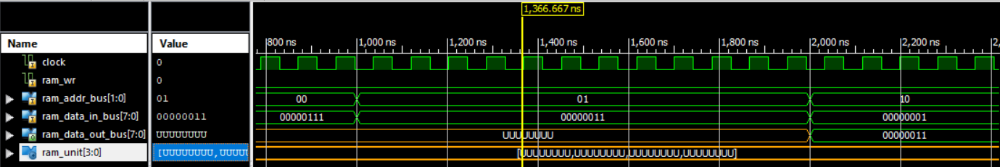 1,366.667 ns
Name Value 800 ns 1,000 ns 1,200 ns 1,400 ns 1,600 ns 1,800 ns 2,000 ns 2,200 ns 2,
clock 0
ram_wr 0
ram_addr_bus[1:0] 01 00 01 10
ram_data_in_bus[7:0] 00000011 00000111 00000011 00000001
ram_data_out_bus[7:0] UUUUUUUU UUUUUUUU 00000011
ram_unit[3:0] [UUUUUUUU,UUUUU [UUUUUUUU,UUUUUUUU,UUUUUUUU,UUUUUUUU]